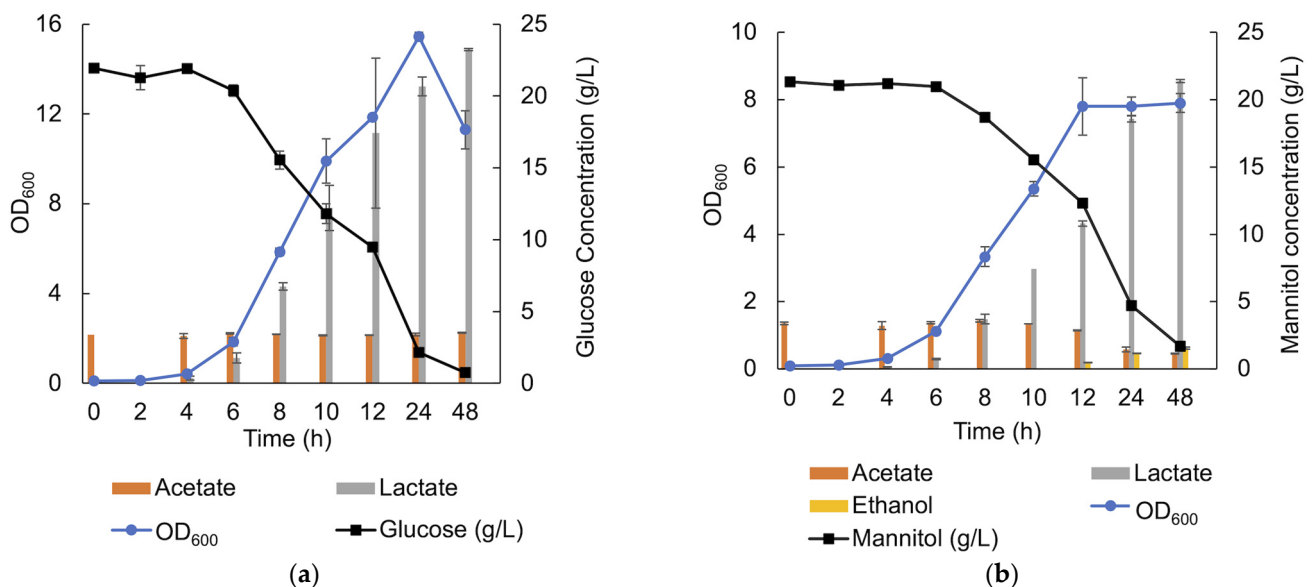 16
12
8
4
0
OD600
25
20
15
10
5
0
Glucose Concentration (g/L)
0 2 4 6 8 10 12 24 48
Time (h)
Acetate Lactate
OD600 Glucose (g/L)
(a)
10
8
6
4
2
0
OD600
25
20
15
10
5
0
Mannitol concentration (g/L)
0 2 4 6 8 10 12 24 48
Time (h)
Acetate Lactate
Ethanol OD600
Mannitol (g/L)
(b)